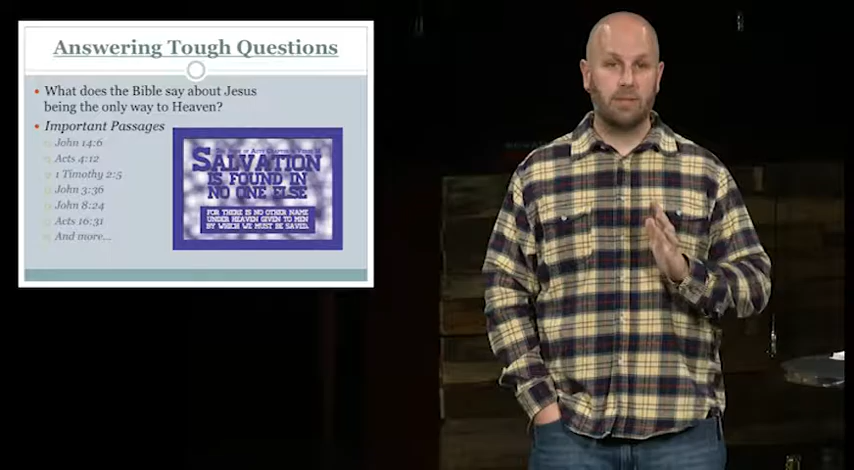 Answering Tough Questions
What does the Bible say about Jesus
being the only way to Heaven?
Important Passages
John 14:6
Acts 4:12
1 Timothy 2:5
John 3:36
John 8:24
Acts 16:31
And more...
SALVATION
IS FOUND IN
NO ONE ELSE
FOR THERE IS NO OTHER NAME
UNDER HEAVEN GIVEN TO MEN
BY WHICH WE MUST BE SAVED.